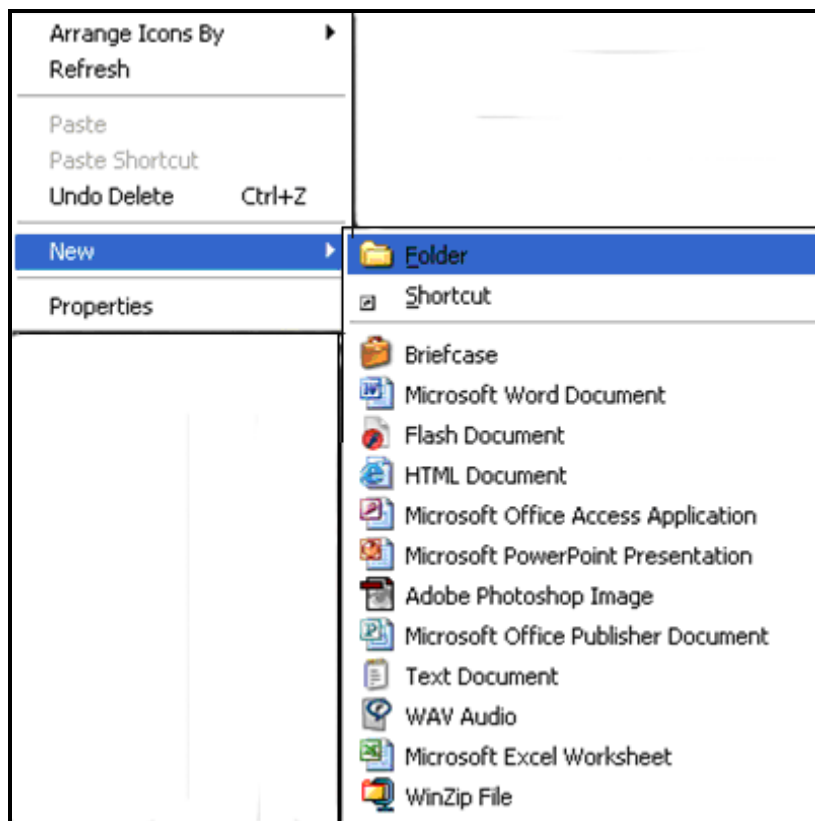 Arrange Icons By
Refresh
Paste
Paste Shortcut
Undo Delete Ctrl+Z
New
Properties
Folder
Shortcut
Briefcase
Microsoft Word Document
Flash Document
HTML Document
Microsoft Office Access Application
Microsoft PowerPoint Presentation
Adobe Photoshop Image
Microsoft Office Publisher Document
Text Document
WAV Audio
Microsoft Excel Worksheet
WinZip File